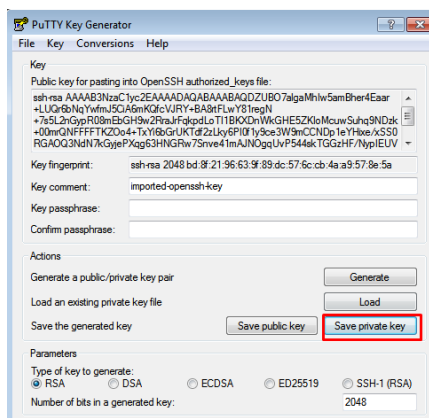 PuTTY Key Generator
File Key Conversions Help
Key
Public key for pasting into OpenSSH authorized_keys file:
ssh-rsa AAAAB3NzaC1yc2EAAAADAQABAAABAQDZUBO7algaMhlw5amBher4Eaar
+LUQr6bNqYwfmJ5CiA6mKQfcVJRY+BA8rtFLwY81regN
+7s5L2nGypR08mEbGH9w2RraJrFqkpdLoTI1BKXDnWkGHE5ZKloMcuwSuhq9NDzk
+00mrQNFFFFTKZOo4+TxYi6bGrUKTdf2zLky6PI0f1y9ce3W9mCCNDp1eYHixe/xSS0
RGAOQ3NdN7kGyjePXqg63HNGRw7Snve41mAJNOgqUvP544skTGGzHF/NypIEUV
Key fingerprint: ssh-rsa 2048 bd:8f:21:96:63:9f:89:dc:57:6c:cb:4a:a9:57:8e:5a
Key comment: imported-openssh-key
Key passphrase:
Confirm passphrase:
Actions
Generate a public/private key pair Generate
Load an existing private key file Load
Save the generated key Save public key Save private key
Parameters
Type of key to generate:
RSA DSA ECDSA ED25519 SSH-1 (RSA)
Number of bits in a generated key: 2048